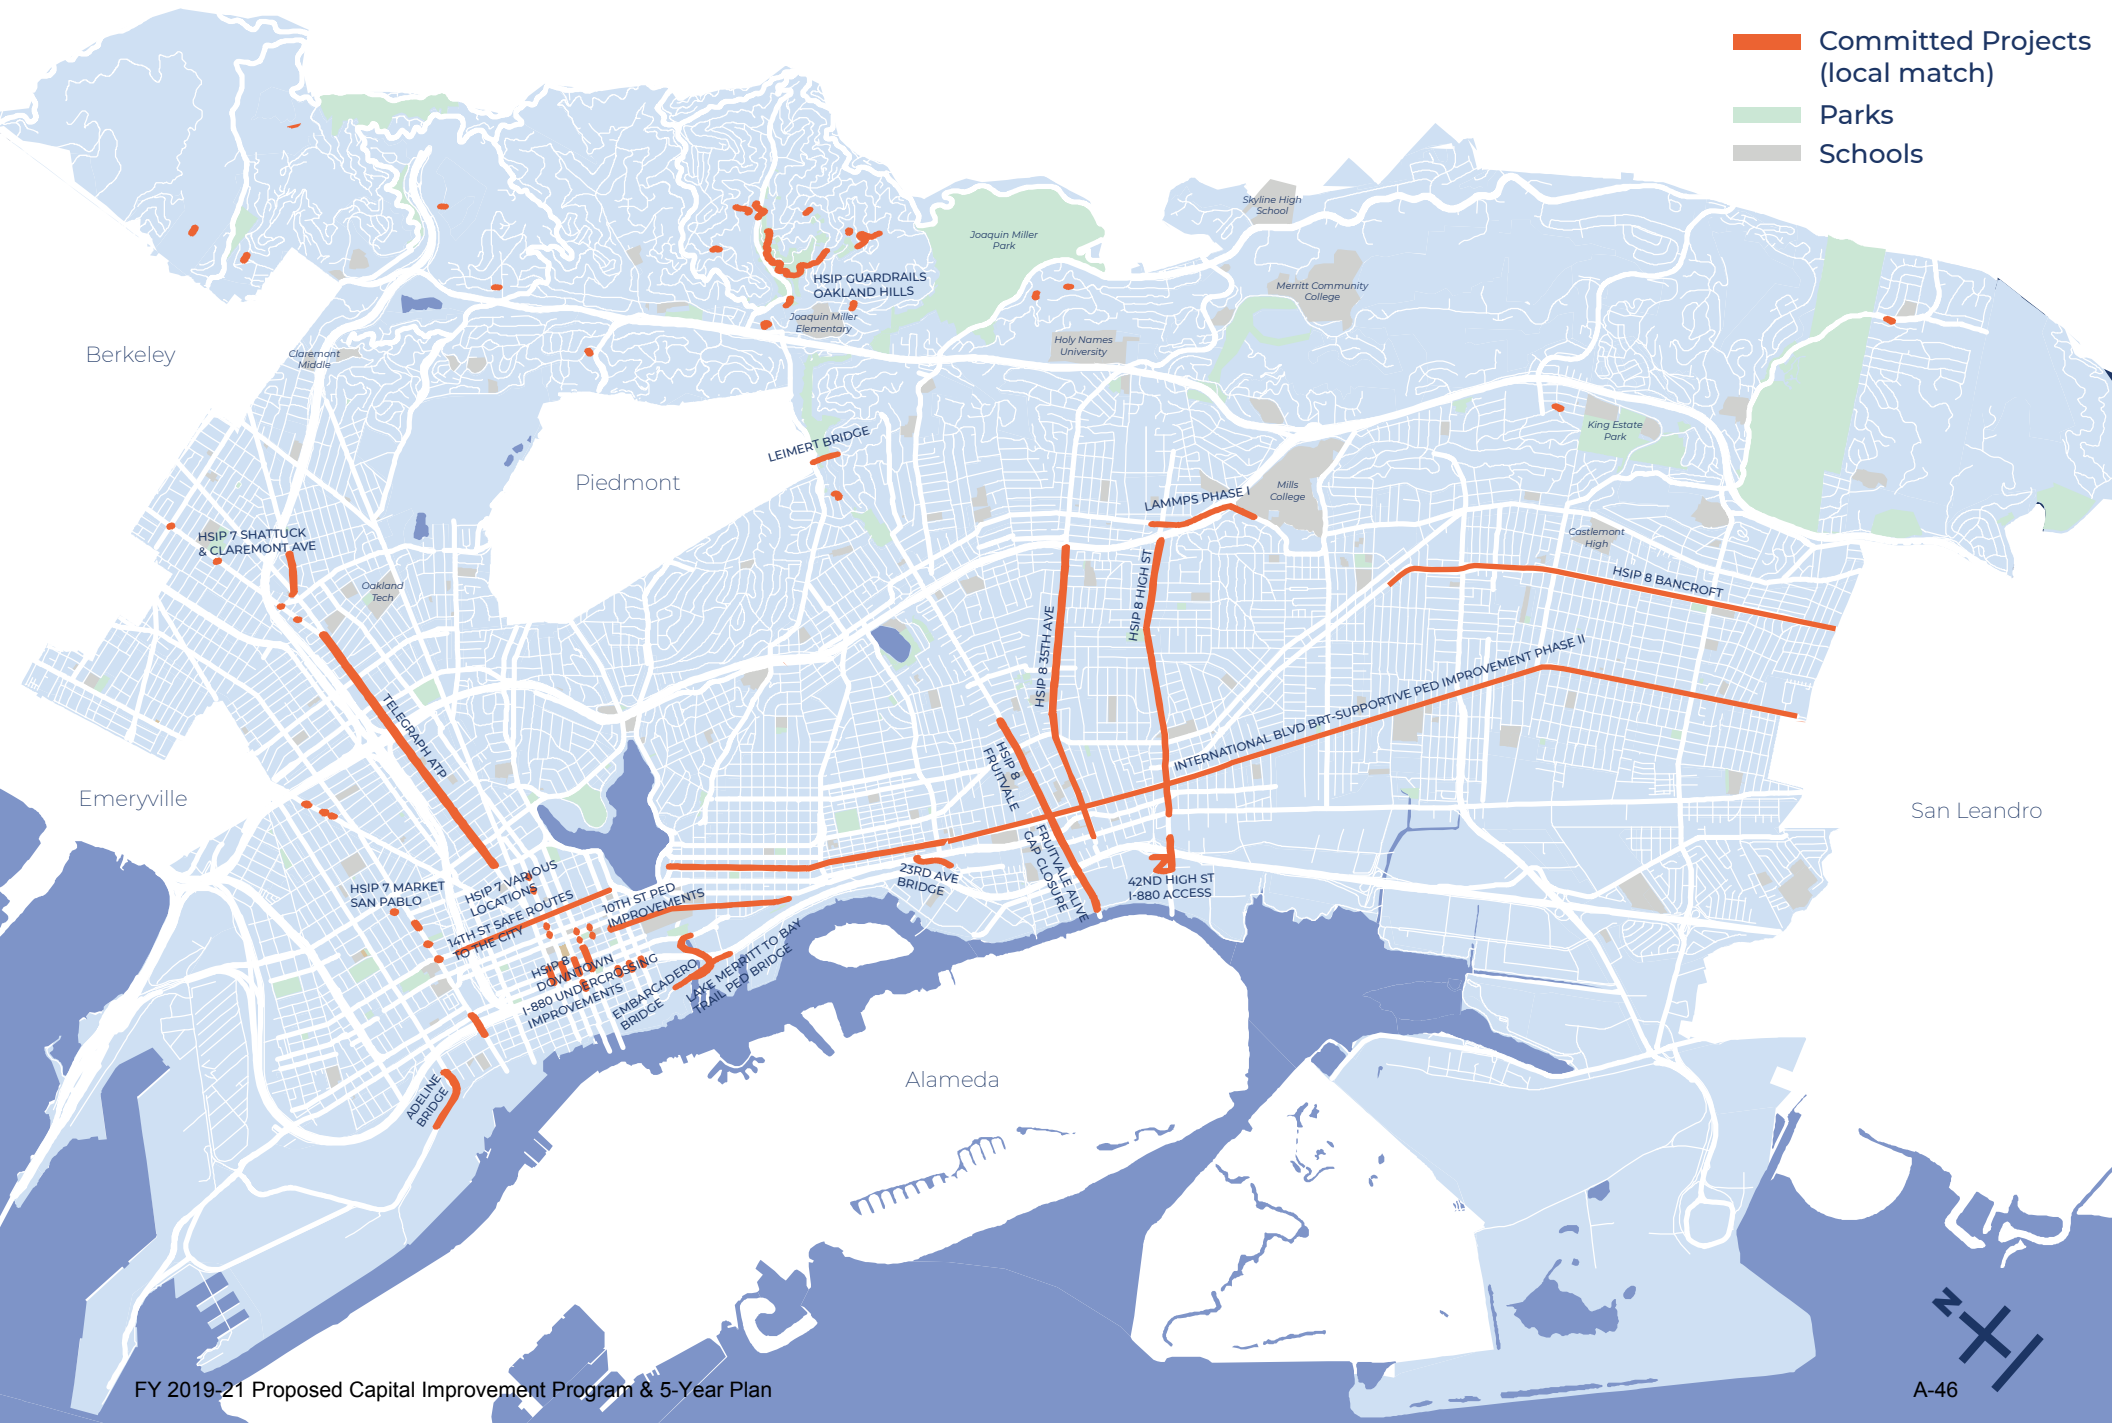 Committed Projects
(local match)
Parks
Schools
Skyline High
School
Joaquin Miller
Park
HSIP GUARDRAILS
OAKLAND HILLS
Merritt Community
College
Joaquin Miller
Elementary
Holy Names
University
Berkeley
Claremont
Middle
King Estate
Park
LEIMERT BRIDGE
Piedmont
LAMMPS PHASE I
Mills
College
HSIP 7 SHATTUCK
& CLAREMONT AVE
Castlemont
High
Oakland
Tech
HSIP 8 BANCROFT
HSIP 8 35TH AVE
HSIP 8 HIGH ST
INTERNATIONAL BLVD BRT-SUPPORTIVE PED IMPROVEMENT PHASE II
TELEGRAPH ATP
HSIP 8
FRUITVALE
Emeryville
San Leandro
FRUITVALE ALIVE
GAP CLOSURE
23RD AVE
BRIDGE
42ND HIGH ST
I-880 ACCESS
HSIP 7 MARKET
SAN PABLO
HSIP 7 VARIOUS
LOCATIONS
14TH ST SAFE ROUTES
TO THE CITY
10TH ST PED
IMPROVEMENTS
HSIP 8
DOWNTOWN
I-880 UNDERCROSSING
IMPROVEMENTS
EMBARCADERO
BRIDGE
LAKE MERRITT TO BAY
TRAIL PED BRIDGE
ADELINE
BRIDGE
Alameda
N
FY 2019-21 Proposed Capital Improvement Program & 5-Year Plan
A-46